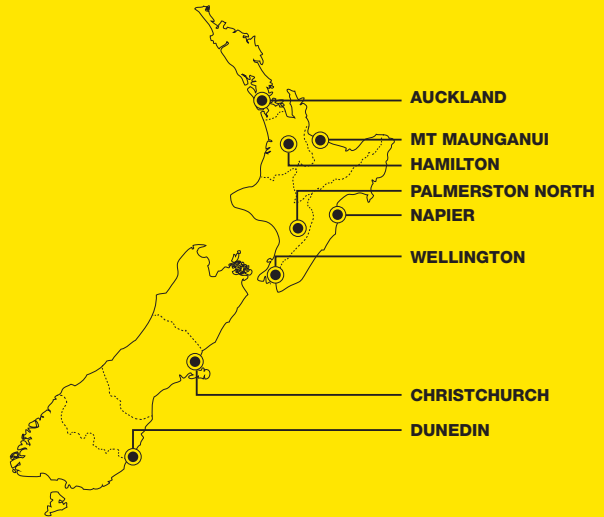 AUCKLAND
MT MAUNGANUI
HAMILTON
PALMERSTON NORTH
NAPIER
WELLINGTON
CHRISTCHURCH
DUNEDIN